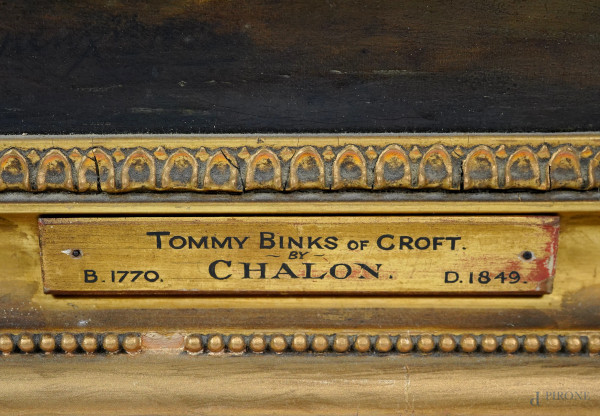 TOMMY BINKS OF CROFT.
~ BY ~
B. 1770. CHALON. D. 1849.
PIRONE